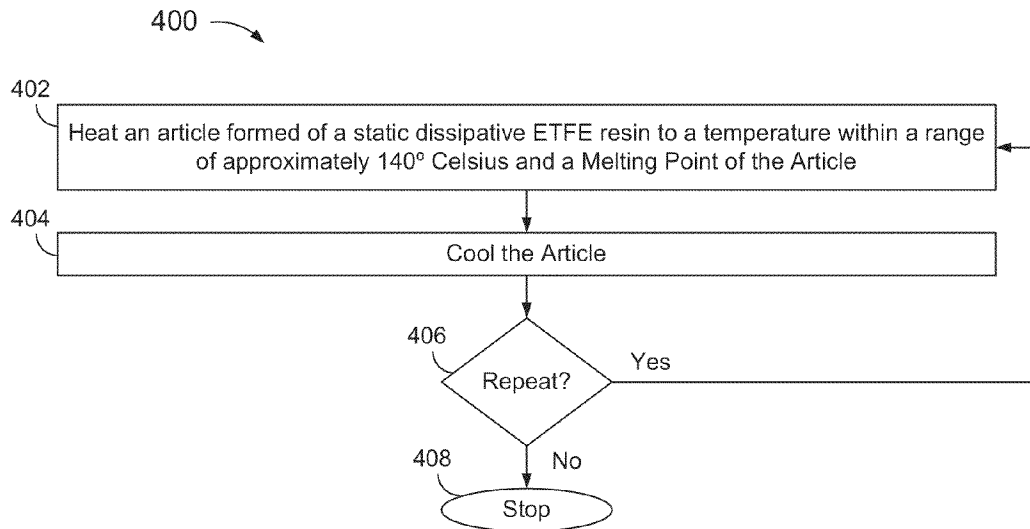 400
402
Heat an article formed of a static dissipative ETFE resin to a temperature within a range
of approximately 140º Celsius and a Melting Point of the Article
404
Cool the Article
406
Repeat?
Yes
No
408
Stop